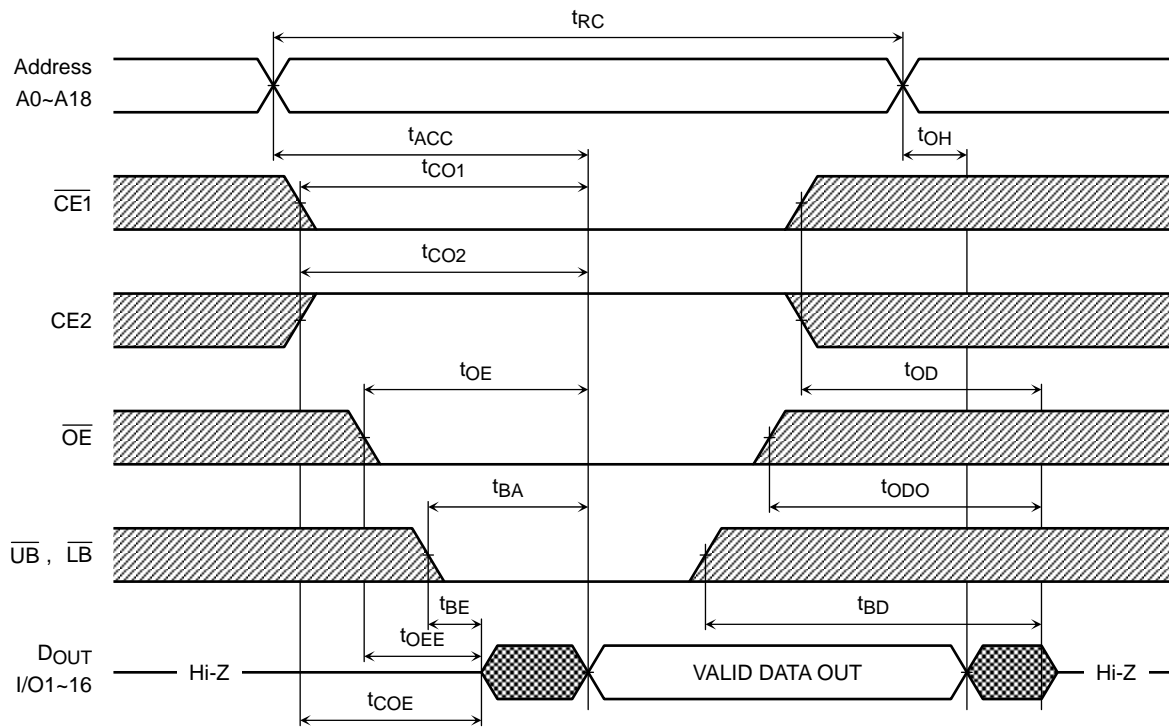 tRC
Address
A0~A18
tACC
tOH
tCO1
CE1
tCO2
CE2
tOE
tOD
OE
tBA
tODO
UB , LB
tBE
tBD
tOEE
DOUT
I/O1~16
Hi-Z
VALID DATA OUT
Hi-Z
tCOE